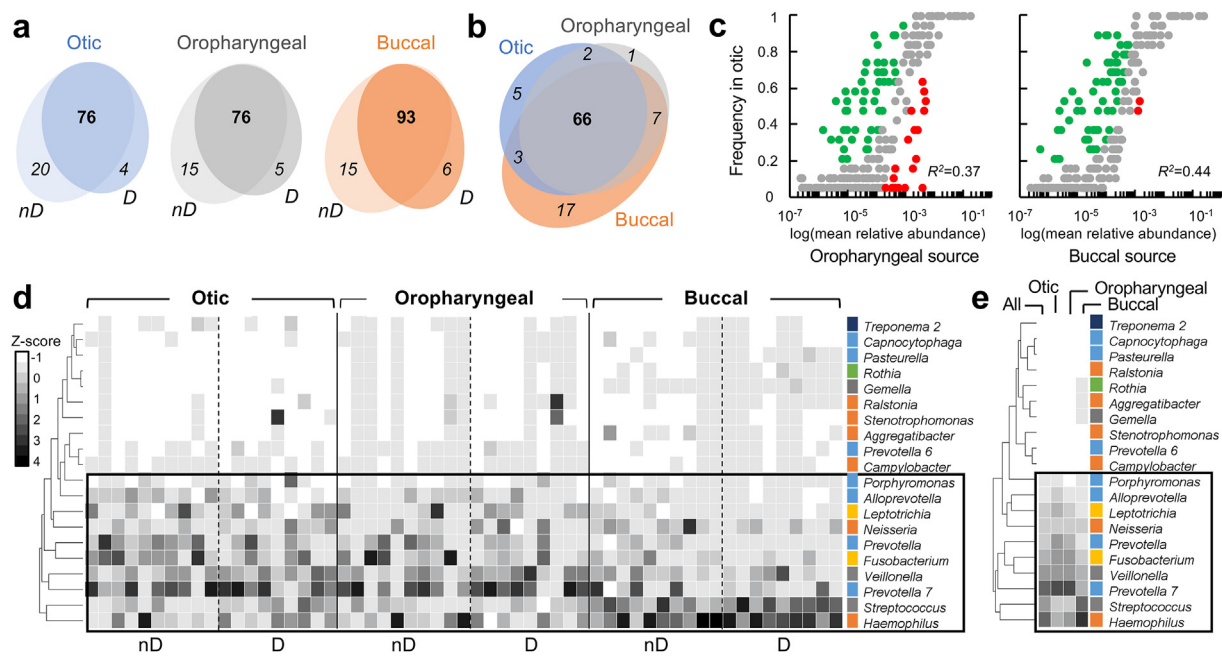 a
Otic
Oropharyngeal
Buccal
76
20
4
nD
D
76
15
5
nD
D
93
15
6
nD
D
b
Oropharyngeal
Otic
2
1
5
66
7
3
17
Buccal
c
Frequency in otic
1
0.8
0.6
0.4
0.2
0
R²=0.37
10⁻⁷ 10⁻⁵ 10⁻³ 10⁻¹
log(mean relative abundance)
Oropharyngeal source
R²=0.44
10⁻⁷ 10⁻⁵ 10⁻³ 10⁻¹
log(mean relative abundance)
Buccal source
d
Otic
Oropharyngeal
Buccal
Z-score
-1
0
1
2
3
4
Treponema 2
Capnocytophaga
Pasteurella
Rothia
Gemella
Ralstonia
Stenotrophomonas
Aggregatibacter
Prevotella 6
Campylobacter
Porphyromonas
Alloprevotella
Leptotrichia
Neisseria
Prevotella
Fusobacterium
Veillonella
Prevotella 7
Streptococcus
Haemophilus
nD D nD D nD D
e
Otic
Oropharyngeal
All
Buccal
Treponema 2
Capnocytophaga
Pasteurella
Ralstonia
Rothia
Aggregatibacter
Gemella
Stenotrophomonas
Prevotella 6
Campylobacter
Porphyromonas
Alloprevotella
Leptotrichia
Neisseria
Prevotella
Fusobacterium
Veillonella
Prevotella 7
Streptococcus
Haemophilus